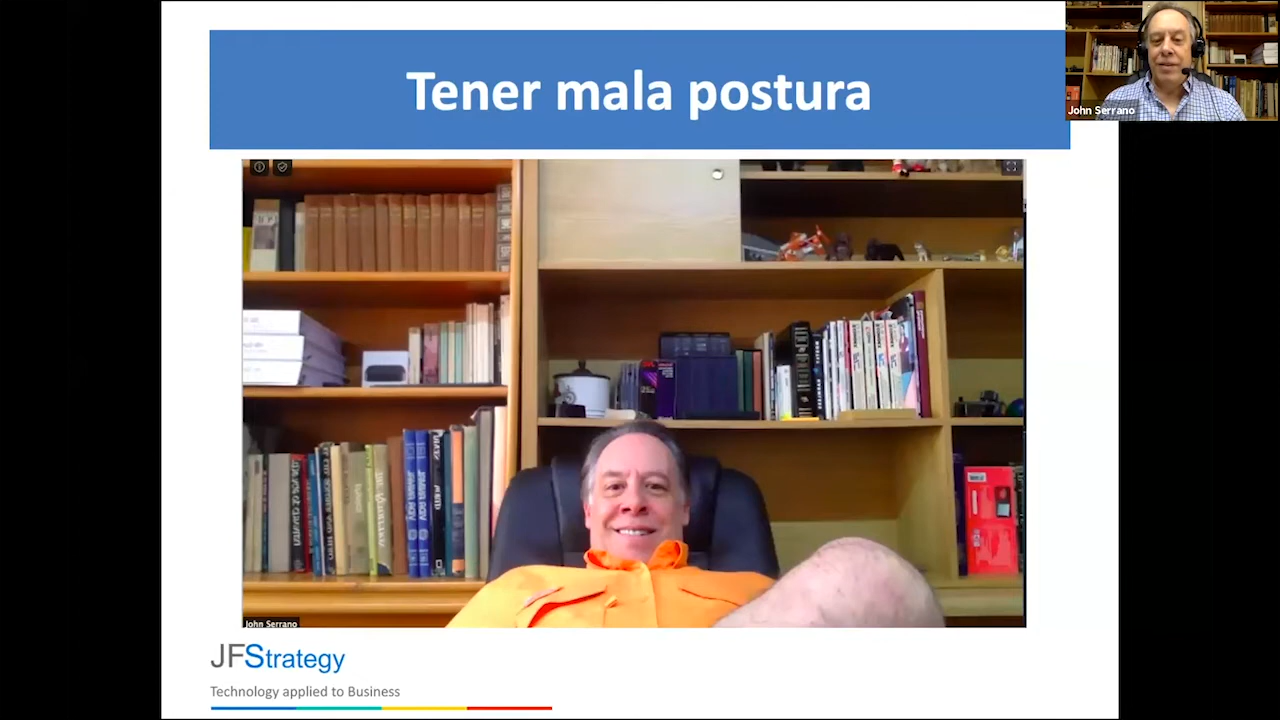 Tener mala postura
John Serrano
John Serrano
JFStrategy
Technology applied to Business